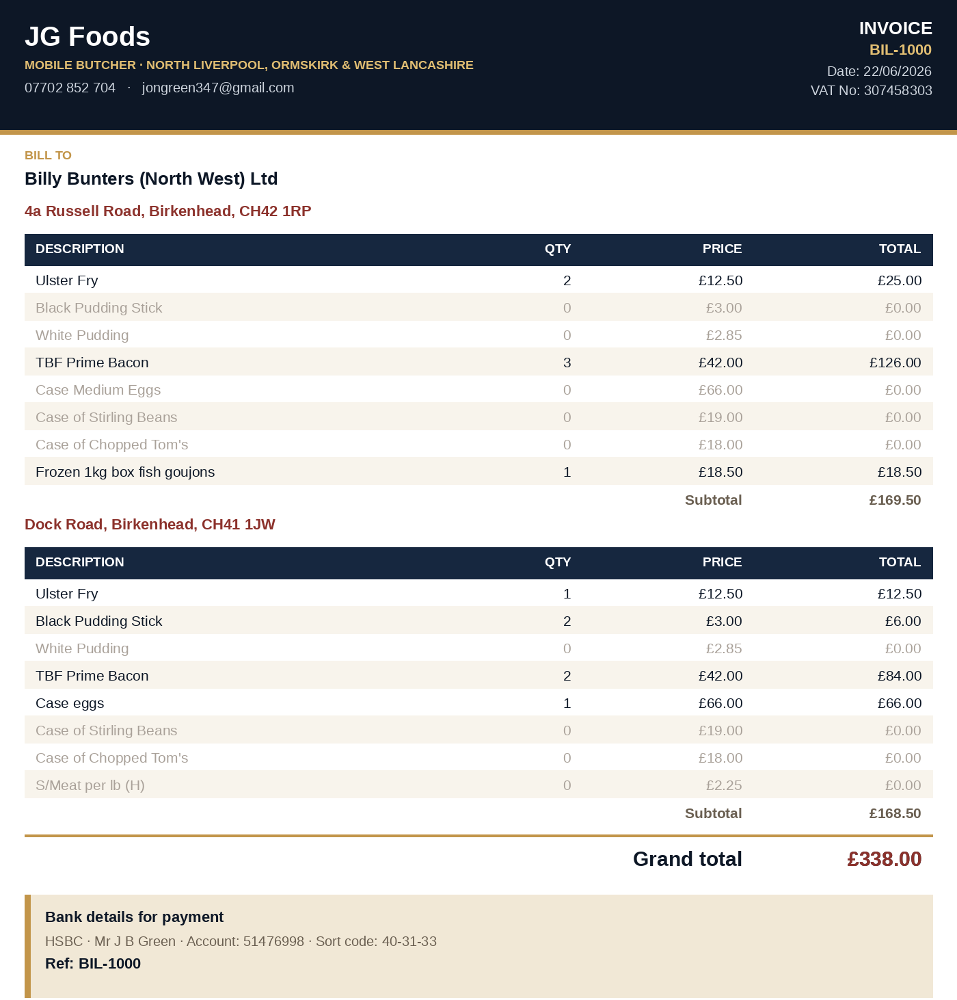 JG Foods
MOBILE BUTCHER · NORTH LIVERPOOL, ORMSKIRK & WEST LANCASHIRE
07702 852 704 · jongreen347@gmail.com
INVOICE
BIL-1000
Date: 22/06/2026
VAT No: 307458303
BILL TO
Billy Bunters (North West) Ltd
4a Russell Road, Birkenhead, CH42 1RP
DESCRIPTION QTY PRICE TOTAL
Ulster Fry 2 £12.50 £25.00
Black Pudding Stick 0 £3.00 £0.00
White Pudding 0 £2.85 £0.00
TBF Prime Bacon 3 £42.00 £126.00
Case Medium Eggs 0 £66.00 £0.00
Case of Stirling Beans 0 £19.00 £0.00
Case of Chopped Tom's 0 £18.00 £0.00
Frozen 1kg box fish goujons 1 £18.50 £18.50
Subtotal £169.50
Dock Road, Birkenhead, CH41 1JW
DESCRIPTION QTY PRICE TOTAL
Ulster Fry 1 £12.50 £12.50
Black Pudding Stick 2 £3.00 £6.00
White Pudding 0 £2.85 £0.00
TBF Prime Bacon 2 £42.00 £84.00
Case eggs 1 £66.00 £66.00
Case of Stirling Beans 0 £19.00 £0.00
Case of Chopped Tom's 0 £18.00 £0.00
S/Meat per lb (H) 0 £2.25 £0.00
Subtotal £168.50
Grand total £338.00
Bank details for payment
HSBC · Mr J B Green · Account: 51476998 · Sort code: 40-31-33
Ref: BIL-1000